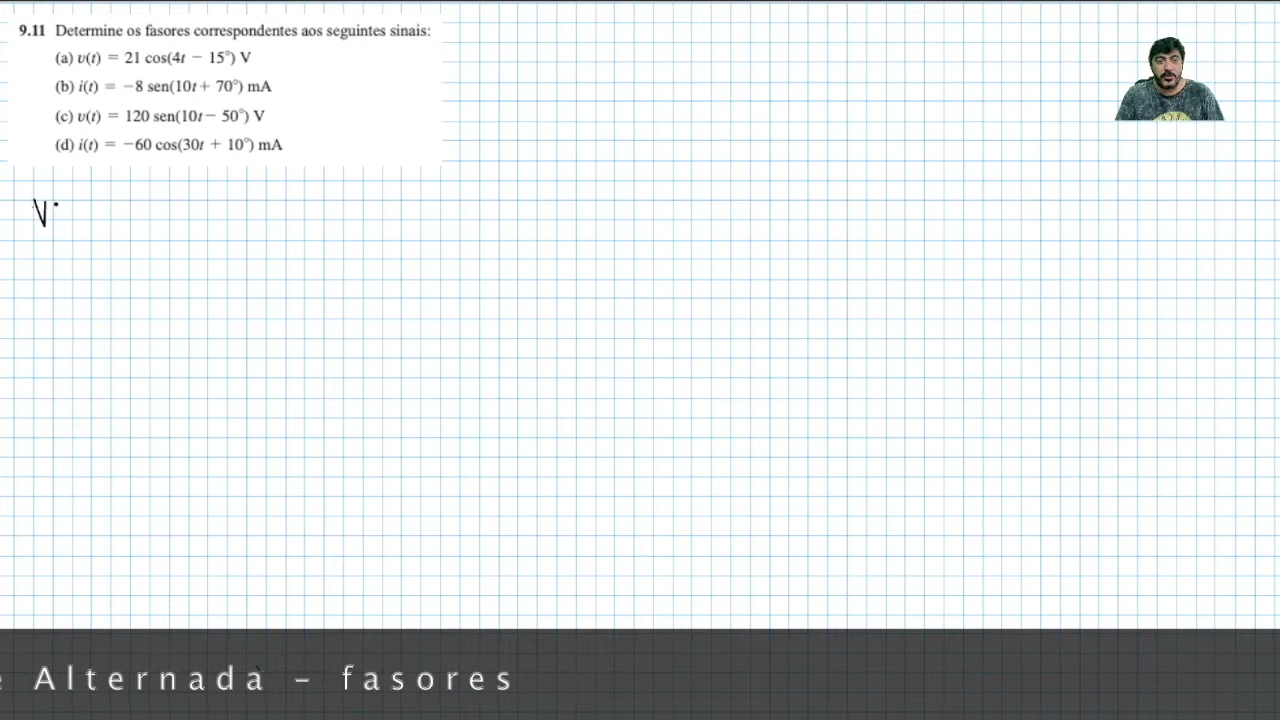 9.11 Determine os fasores correspondentes aos seguintes sinais:
(a) v(t) = 21 cos(4t − 15°) V
(b) i(t) = −8 sen(10t + 70°) mA
(c) v(t) = 120 sen(10t − 50°) V
(d) i(t) = −60 cos(30t + 10°) mA
V
e Alternada – fasores